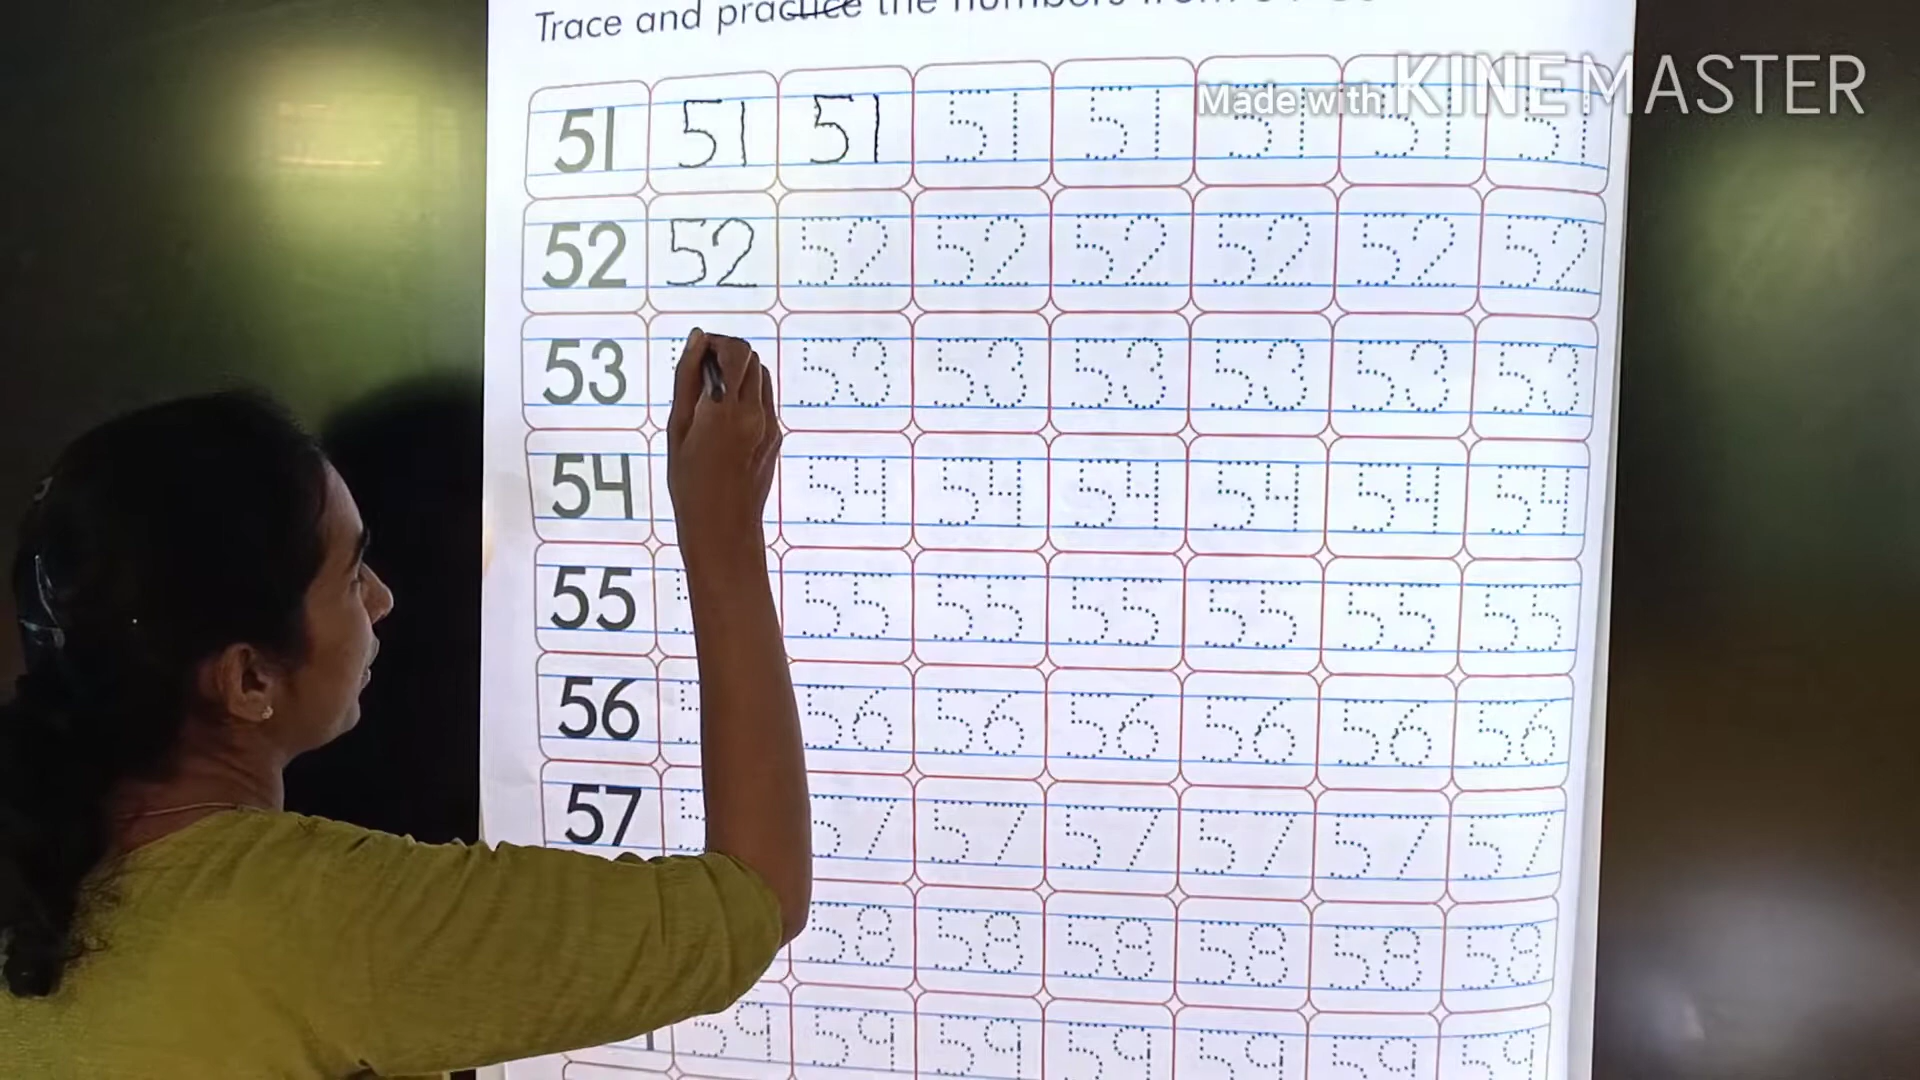 Trace and practice the numbers from
Made with KINEMASTER
51 51 51 51 51 51 51 51
52 52 52 52 52 52 52 52
53 53 53 53 53 53 53
54 54 54 54 54 54 54
55 55 55 55 55 55 55
56 56 56 56 56 56 56
57 57 57 57 57 57 57
58 58 58 58 58 58
59 59 59 59 59 59 59